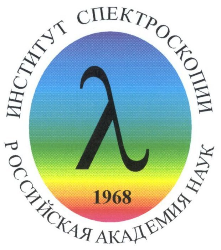 ИНСТИТУТ СПЕКТРОСКОПИИ
λ
1968
РОССИЙСКАЯ АКАДЕМИЯ НАУК